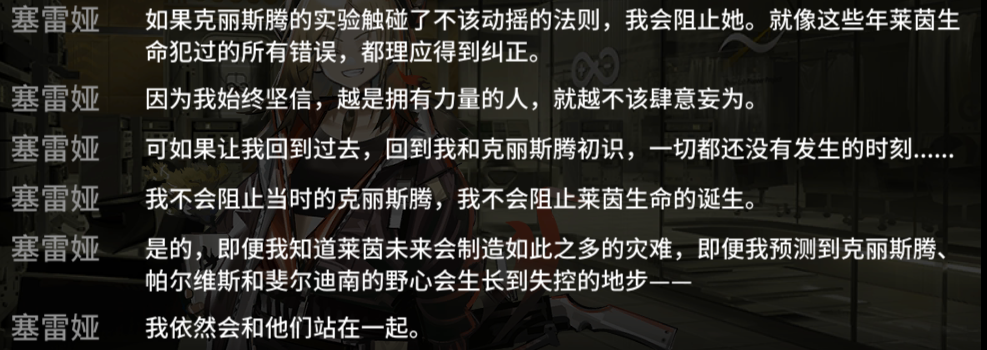 塞雷娅 如果克丽斯腾的实验触碰了不该动摇的法则，我会阻止她。就像这些年莱茵生
命犯过的所有错误，都理应得到纠正。
塞雷娅 因为我始终坚信，越是拥有力量的人，就越不该肆意妄为。
塞雷娅 可如果让我回到过去，回到我和克丽斯腾初识，一切都还没有发生的时刻......
塞雷娅 我不会阻止当时的克丽斯腾，我不会阻止莱茵生命的诞生。
塞雷娅 是的，即便我知道莱茵未来会制造如此之多的灾难，即便我预测到克丽斯腾、
帕尔维斯和斐尔迪南的野心会生长到失控的地步——
塞雷娅 我依然会和他们站在一起。